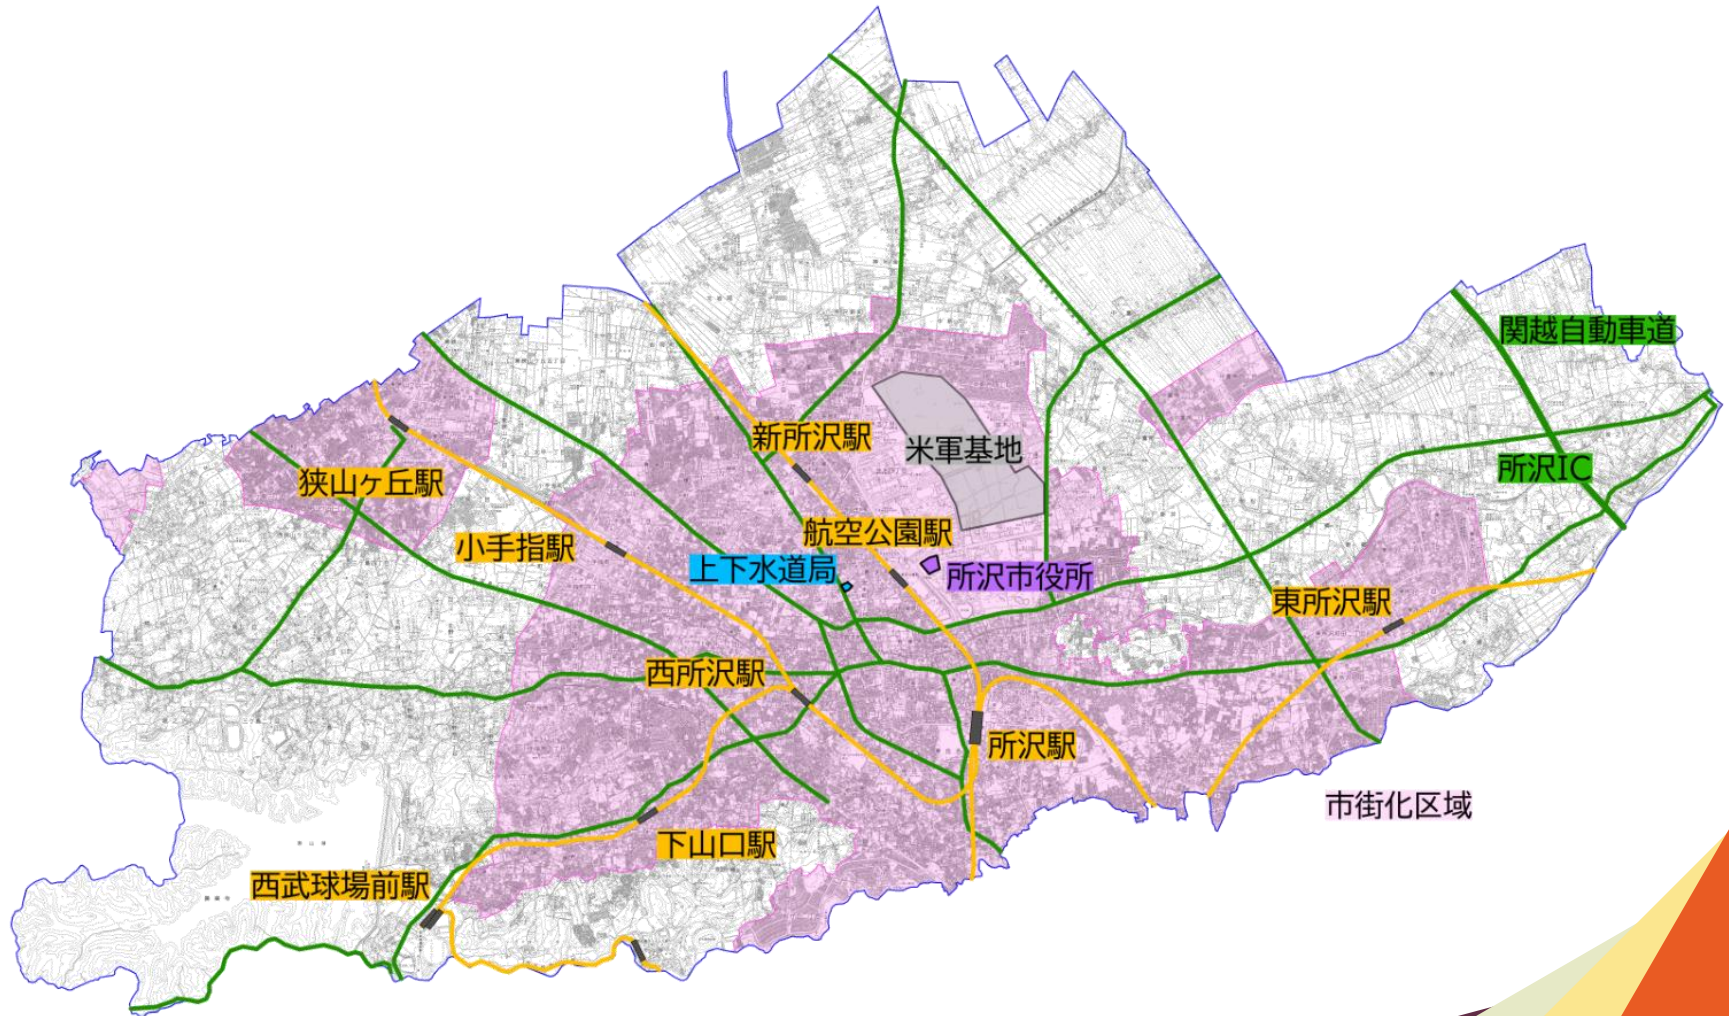 関越自動車道
新所沢駅
米軍基地
所沢IC
狭山ヶ丘駅
航空公園駅
小手指駅
上下水道局
所沢市役所
東所沢駅
西所沢駅
所沢駅
市街化区域
下山口駅
西武球場前駅